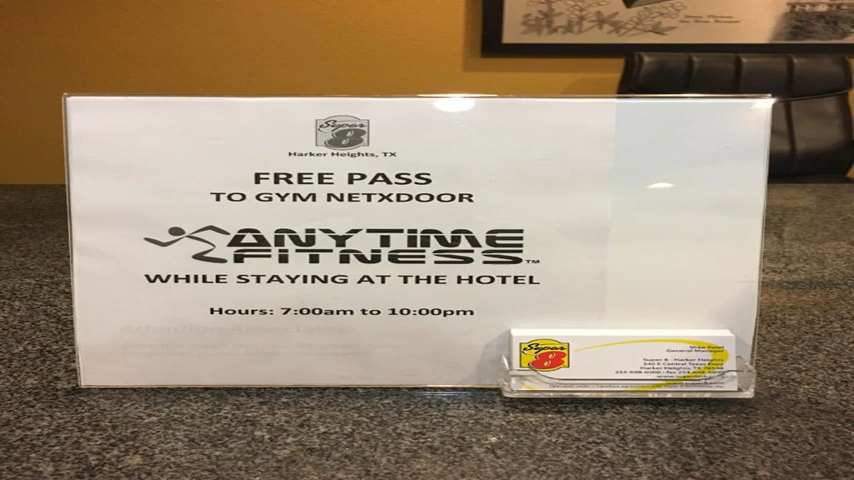 Super
8
Harker Heights, TX
FREE PASS
TO GYM NETXDOOR
ANYTIME
FITNESS™
WHILE STAYING AT THE HOTEL
Hours: 7:00am to 10:00pm
Super
8
General Manager
Super 8 - Harker Heights
Harker Heights, TX